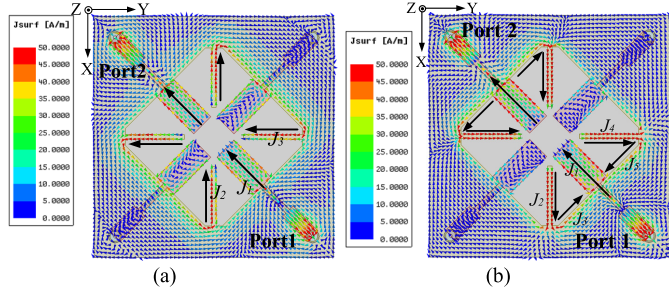 Z
Y
X
Jsurf [A/m]
50.0000
45.0000
40.0000
35.0000
30.0000
25.0000
20.0000
15.0000
10.0000
5.0000
0.0000
Port2
J3
J2
J1
Port1
(a)
Z
Y
X
Jsurf [A/m]
50.0000
45.0000
40.0000
35.0000
30.0000
25.0000
20.0000
15.0000
10.0000
5.0000
0.0000
Port 2
J4
J1
J5
J2
J3
Port 1
(b)